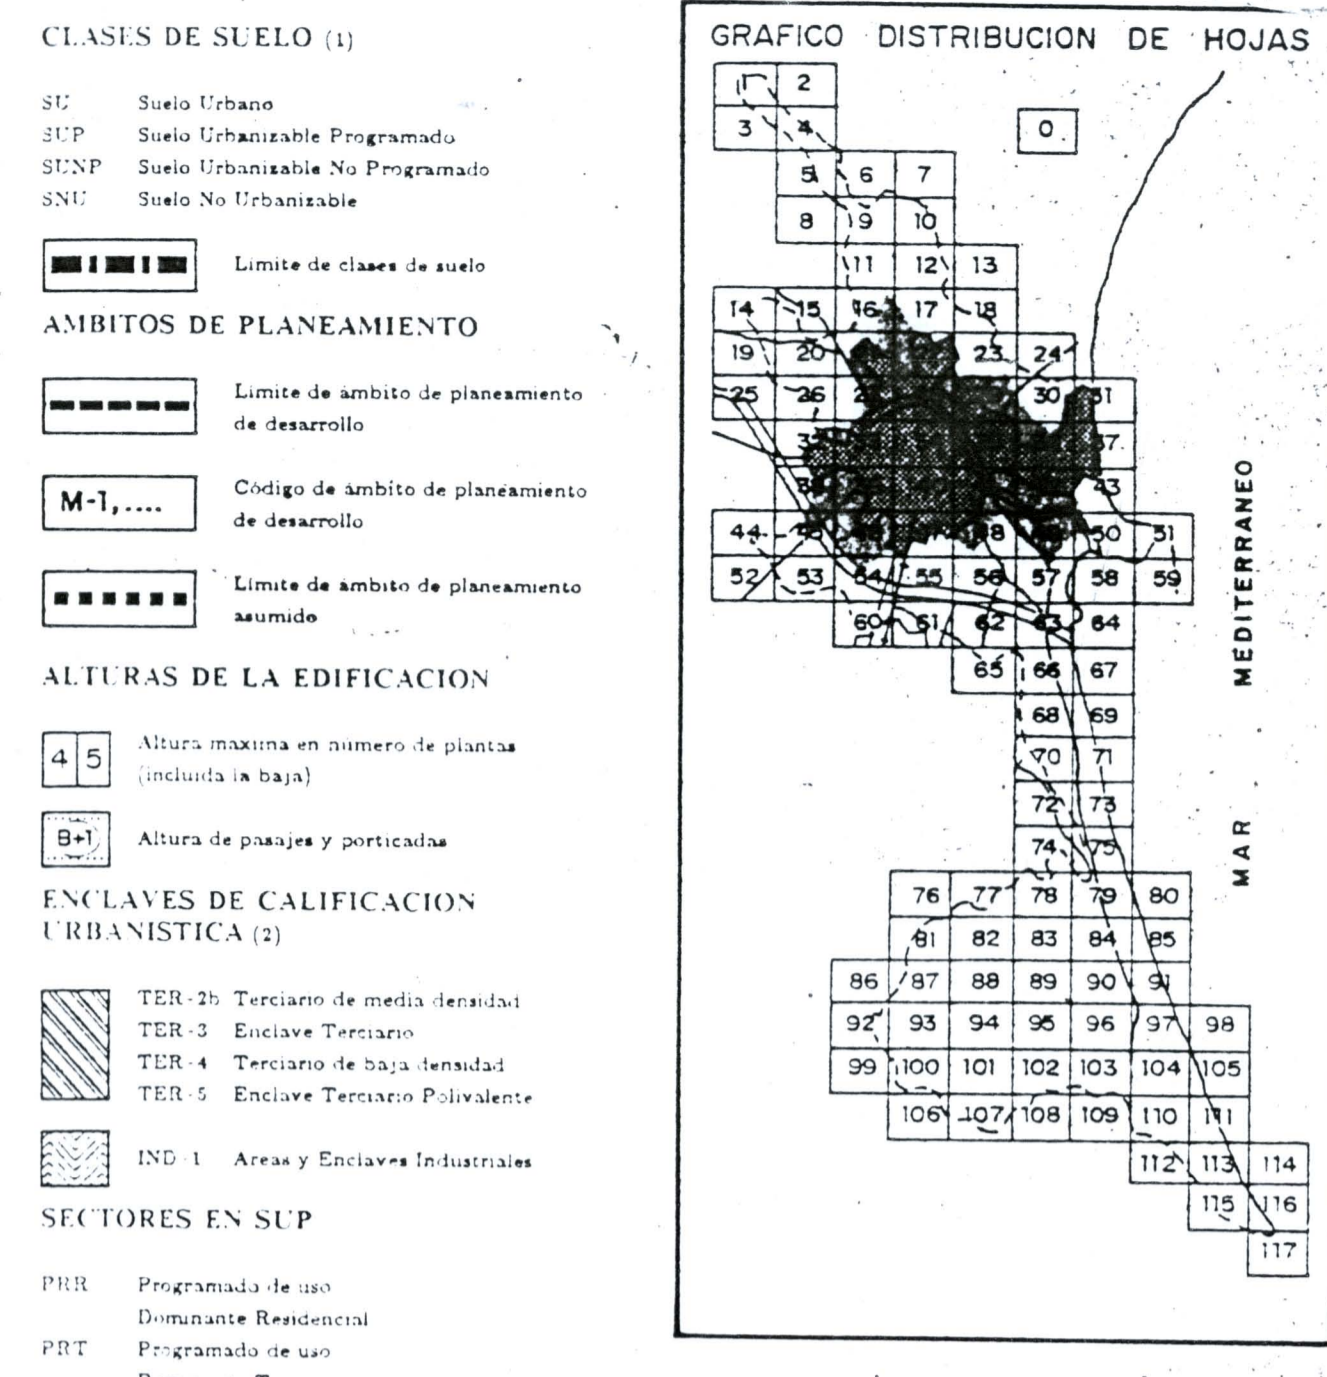 CLASES DE SUELO (1)
SU Suelo Urbano
SUP Suelo Urbanizable Programado
SUNP Suelo Urbanizable No Programado
SNU Suelo No Urbanizable
Limite de clases de suelo
AMBITOS DE PLANEAMIENTO
Limite de ámbito de planeamiento
de desarrollo
M-1,.... Código de ámbito de planeamiento
de desarrollo
Limite de ámbito de planeamiento
asumido
ALTURAS DE LA EDIFICACION
4 5 Altura maxima en número de plantas
(incluida la baja)
B+1 Altura de pasajes y porticadas
ENCLAVES DE CALIFICACION
URBANISTICA (2)
TER-2b Terciario de media densidad
TER-3 Enclave Terciario
TER-4 Terciario de baja densidad
TER-5 Enclave Terciario Polivalente
IND-1 Areas y Enclaves Industriales
SECTORES EN SUP
PRR Programado de uso
Dominante Residencial
PRT Programado de uso
GRAFICO DISTRIBUCION DE HOJAS
1 2
3 4 0
5 6 7
8 9 10
11 12 13
14 15 16 17 18
19 20 23 24
25 26 30 31
37
43
44 48 50 51
52 53 54 55 56 57 58 59
60 61 62 63 64
65 66 67
68 69
70 71
72 73
74 75
76 77 78 79 80
81 82 83 84 85
86 87 88 89 90 91
92 93 94 95 96 97 98
99 100 101 102 103 104 105
106 107 108 109 110 111
112 113 114
115 116
117
MAR MEDITERRANEO